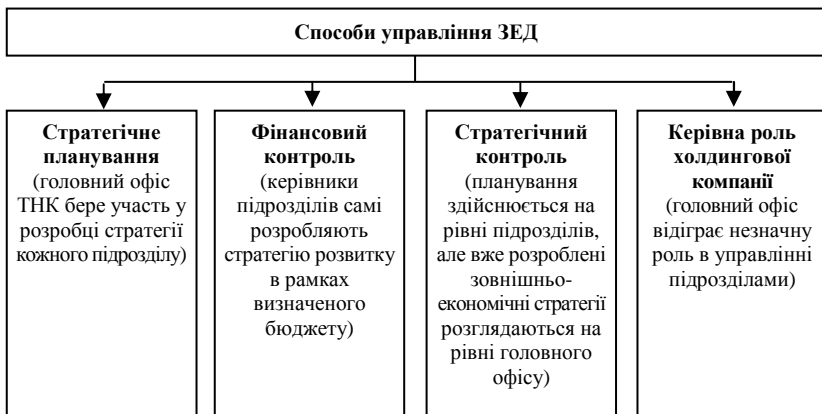 Способи управління ЗЕД
Стратегічне
планування
(головний офіс
ТНК бере участь у
розробці стратегії
кожного підрозділу)
Фінансовий
контроль
(керівники
підрозділів самі
розробляють
стратегію розвитку
в рамках
визначеного
бюджету)
Стратегічний
контроль
(планування
здійснюється на
рівні підрозділів,
але вже розроблені
зовнішньо-
економічні стратегії
розглядаються на
рівні головного
офісу)
Керівна роль
холдингової
компанії
(головний офіс
відіграє незначну
роль в управлінні
підрозділами)